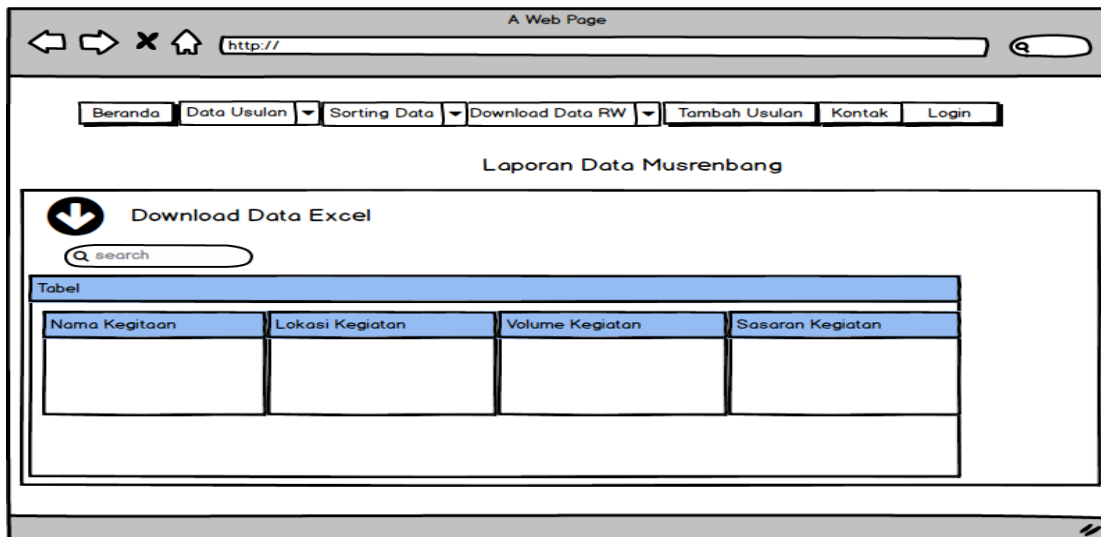 A Web Page
http://
Beranda Data Usulan Sorting Data Download Data RW Tambah Usulan Kontak Login
Laporan Data Musrenbang
Download Data Excel
search
Tabel
Nama Kegitaan Lokasi Kegiatan Volume Kegiatan Sasaran Kegiatan